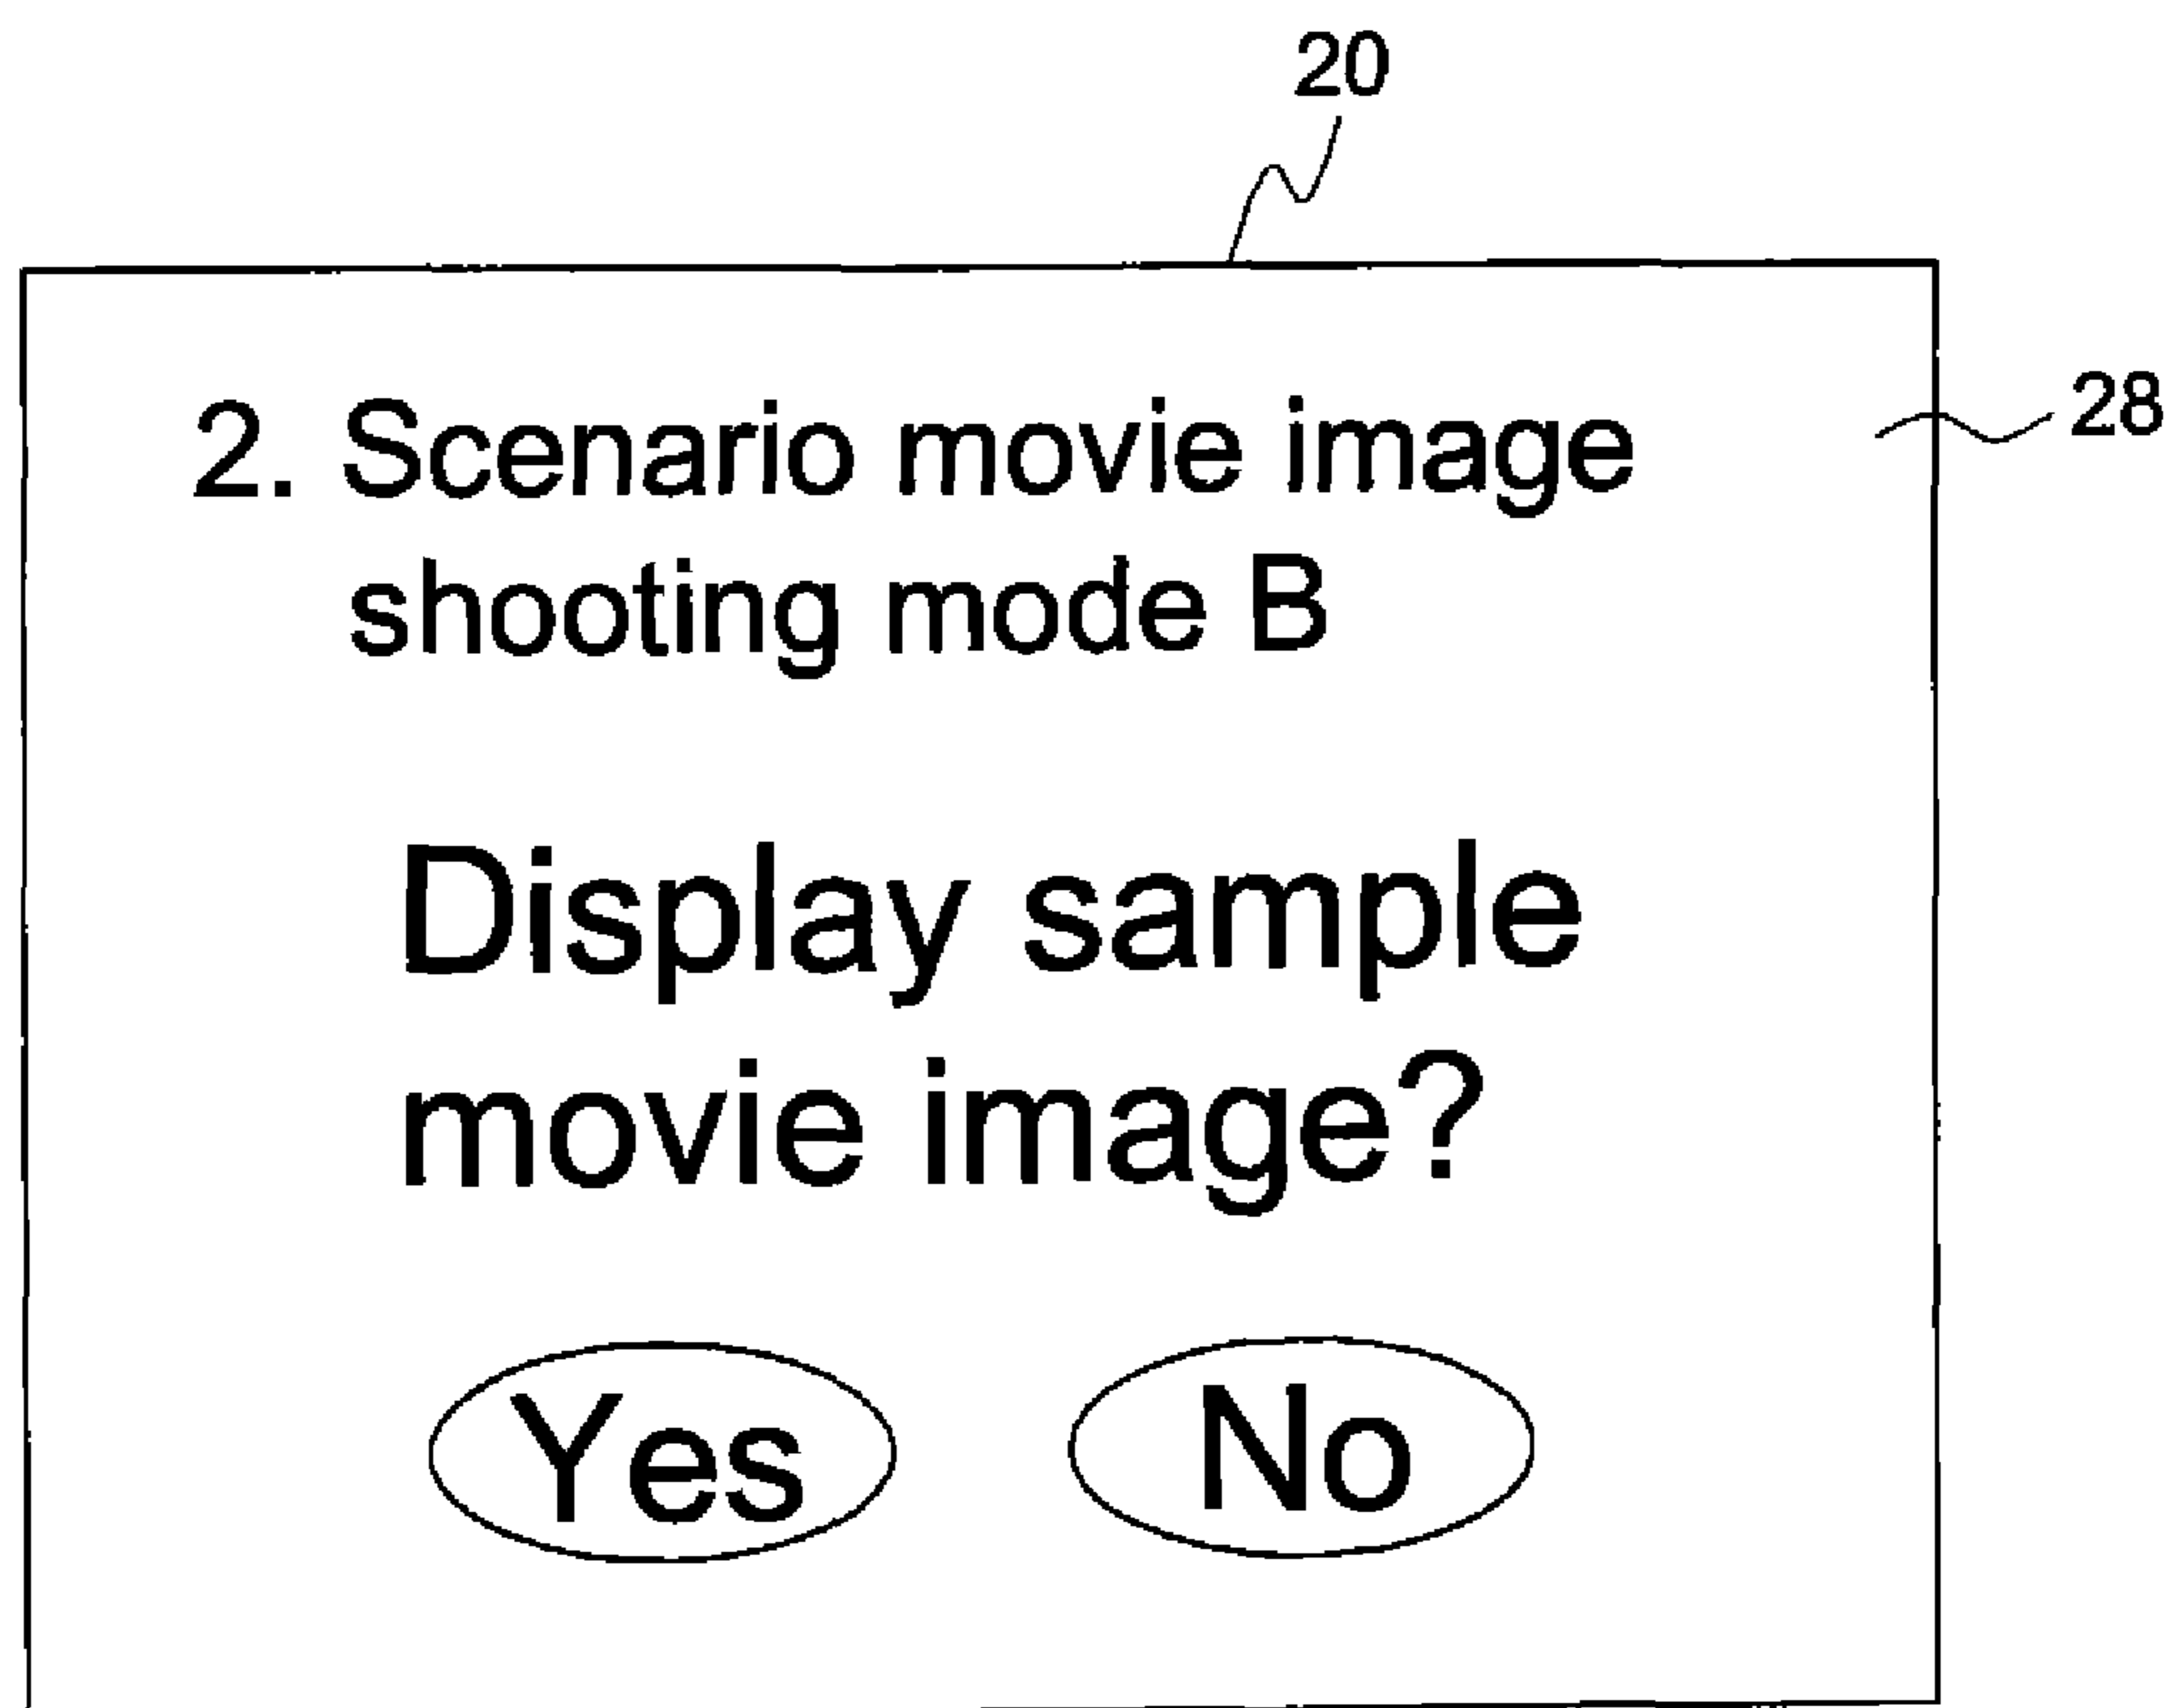 20
28
2. Scenario movie image
shooting mode B
Display sample
movie image?
Yes No